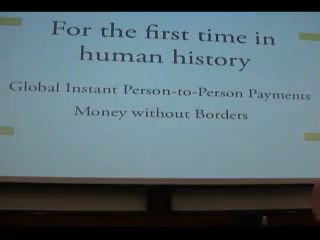 For the first time in
human history
Global Instant Person-to-Person Payments
Money without Borders